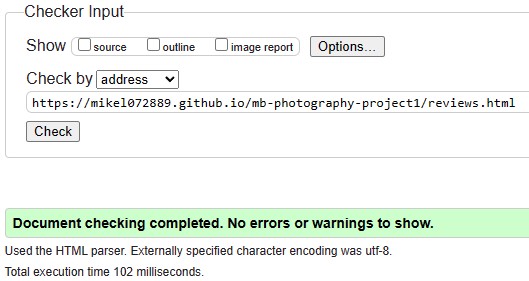 Checker Input
Show source outline image report Options...
Check by address
https://mikel072889.github.io/mb-photography-project1/reviews.html
Check
Document checking completed. No errors or warnings to show.
Used the HTML parser. Externally specified character encoding was utf-8.
Total execution time 102 milliseconds.